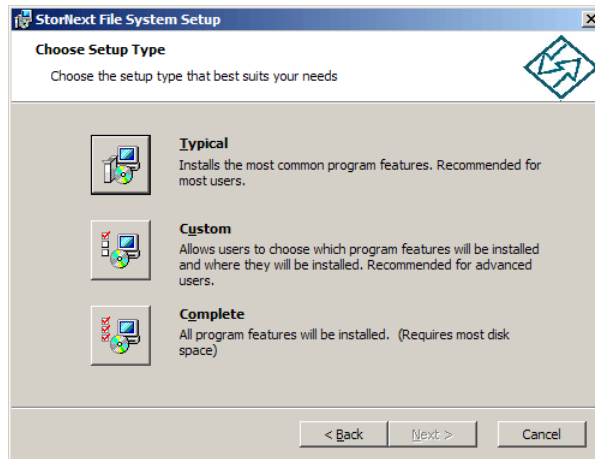 StorNext File System Setup
Choose Setup Type
Choose the setup type that best suits your needs
Typical
Installs the most common program features. Recommended for
most users.
Custom
Allows users to choose which program features will be installed
and where they will be installed. Recommended for advanced
users.
Complete
All program features will be installed. (Requires most disk
space)
< Back Next > Cancel